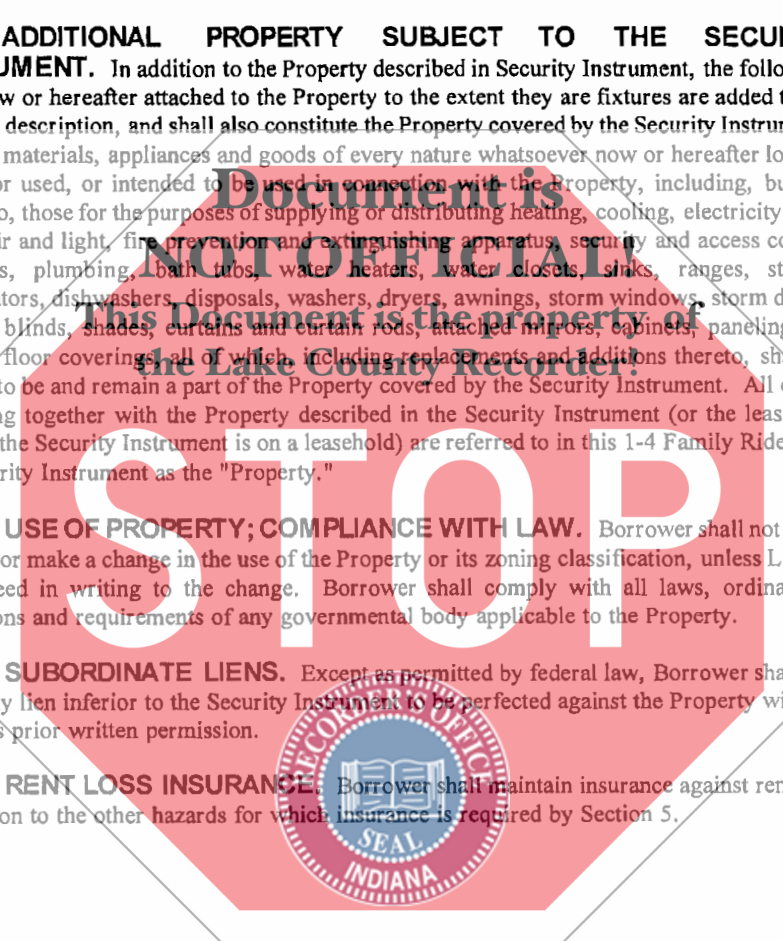 ADDITIONAL PROPERTY SUBJECT TO THE SECUR
UMENT. In addition to the Property described in Security Instrument, the follo
w or hereafter attached to the Property to the extent they are fixtures are added t
description, and shall also constitute the Property covered by the Security Instrum
materials, appliances and goods of every nature whatsoever now or hereafter lo
or used, or intended to be used in connection with the Property, including, bu
o, those for the purposes of supplying or distributing heating, cooling, electricity
ir and light, fire prevention and extinguishing apparatus, security and access co
s, plumbing, bath tubs, water heaters, water closets, sinks, ranges, st
ators, dishwashers, disposals, washers, dryers, awnings, storm windows, storm d
blinds, shades, curtains and curtain rods, attached mirrors, cabinets, paneling
floor coverings, all of which, including replacements and additions thereto, sh
to be and remain a part of the Property covered by the Security Instrument. All
ng together with the Property described in the Security Instrument (or the leas
the Security Instrument is on a leasehold) are referred to in this 1-4 Family Ride
rity Instrument as the "Property."
USE OF PROPERTY; COMPLIANCE WITH LAW. Borrower shall not
or make a change in the use of the Property or its zoning classification, unless L
eed in writing to the change. Borrower shall comply with all laws, ordina
ons and requirements of any governmental body applicable to the Property.
SUBORDINATE LIENS. Except as permitted by federal law, Borrower sha
y lien inferior to the Security Instrument to be perfected against the Property wi
s prior written permission.
RENT LOSS INSURANCE. Borrower shall maintain insurance against ren
on to the other hazards for which insurance is required by Section 5.
Document is
NOT OFFICIAL!
This Document is the property of
the Lake County Recorder!
STOP
RECORDER'S OFFICE
SEAL
INDIANA